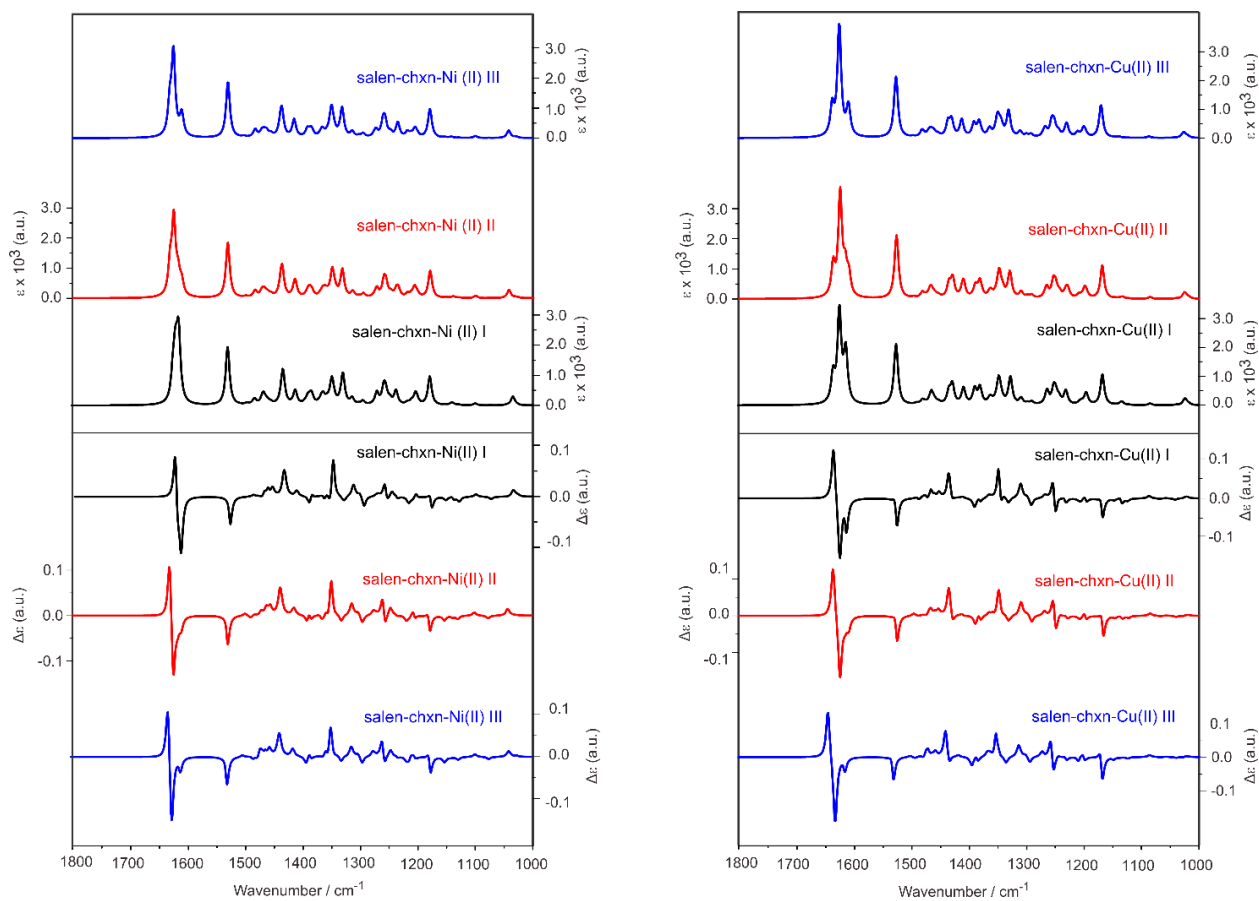 salen-chxn-Ni (II) III
3.0
2.0
1.0
0.0
ε x 10³ (a.u.)
salen-chxn-Ni (II) II
3.0
2.0
1.0
0.0
ε x 10³ (a.u.)
salen-chxn-Ni (II) I
3.0
2.0
1.0
0.0
ε x 10³ (a.u.)
salen-chxn-Ni(II) I
0.1
0.0
-0.1
Δε (a.u.)
salen-chxn-Ni(II) II
0.1
0.0
-0.1
Δε (a.u.)
salen-chxn-Ni(II) III
0.1
0.0
-0.1
Δε (a.u.)
1800 1700 1600 1500 1400 1300 1200 1100 1000
Wavenumber / cm⁻¹
salen-chxn-Cu(II) III
3.0
2.0
1.0
0.0
ε x 10³ (a.u.)
salen-chxn-Cu(II) II
3.0
2.0
1.0
0.0
ε x 10³ (a.u.)
salen-chxn-Cu(II) I
3.0
2.0
1.0
0.0
ε x 10³ (a.u.)
salen-chxn-Cu(II) I
0.1
0.0
-0.1
Δε (a.u.)
salen-chxn-Cu(II) II
0.1
0.0
-0.1
Δε (a.u.)
salen-chxn-Cu(II) III
0.1
0.0
-0.1
Δε (a.u.)
1800 1700 1600 1500 1400 1300 1200 1100 1000
Wavenumber / cm⁻¹